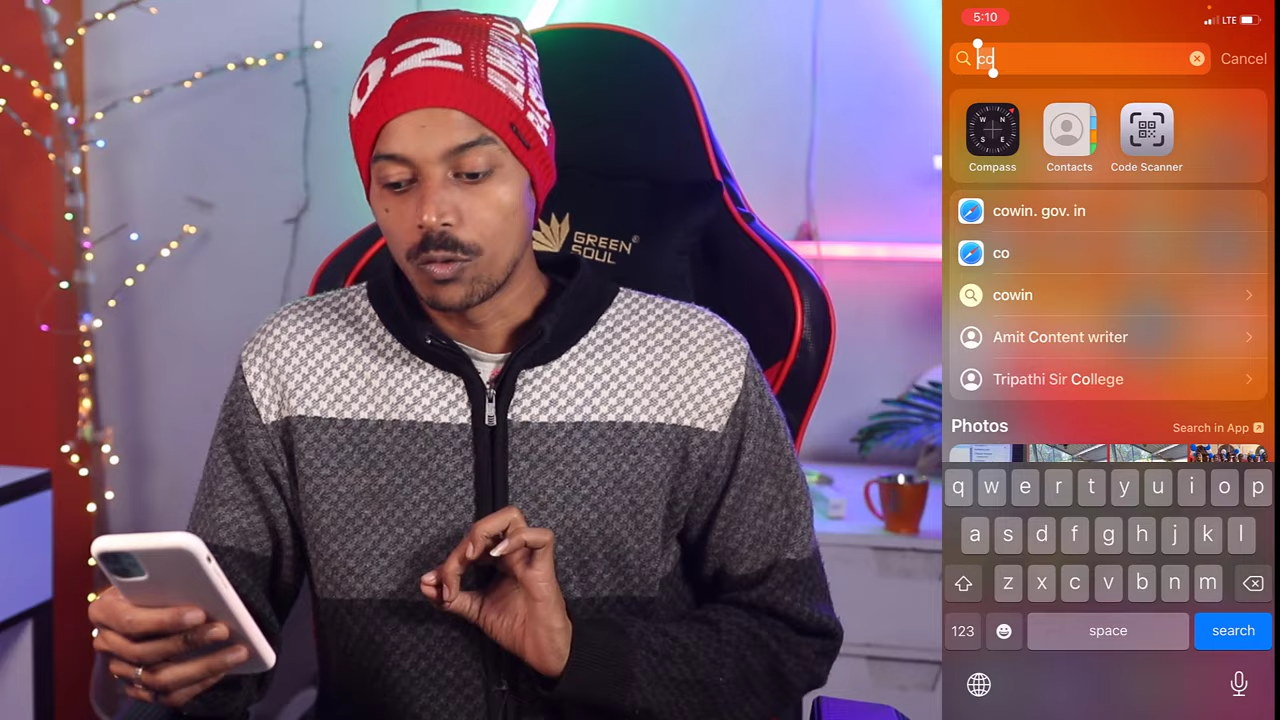 02
GREEN
SOUL
5:10
LTE
co
Cancel
Compass
Contacts
Code Scanner
cowin. gov. in
co
cowin
Amit Content writer
Tripathi Sir College
Photos
Search in App
q w e r t y u i o p
a s d f g h j k l
z x c v b n m
123
space
search